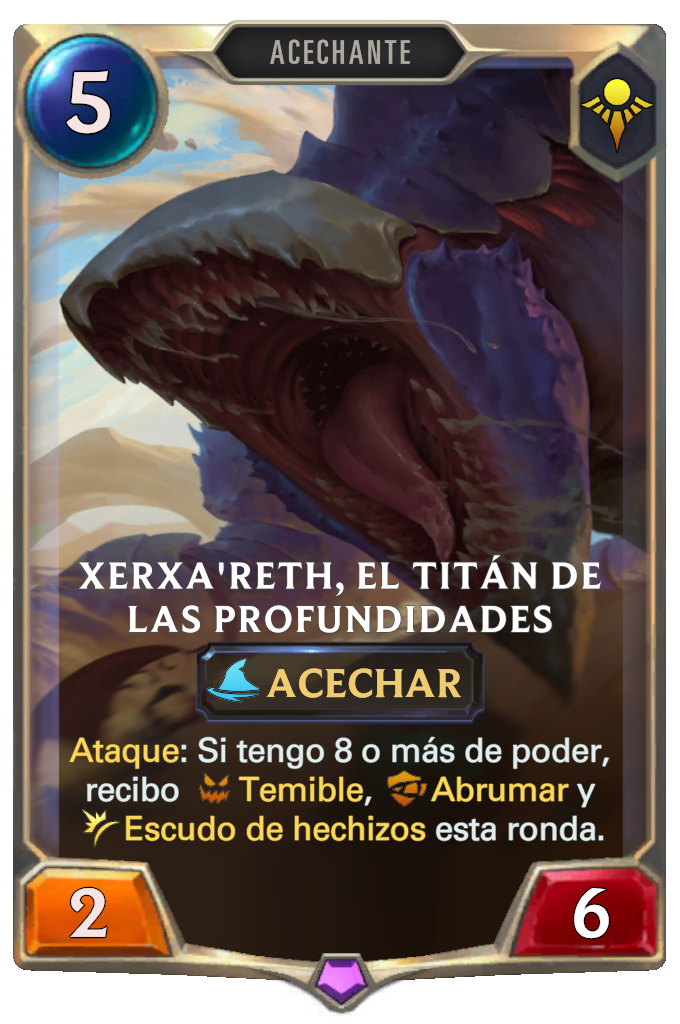 ACECHANTE
5
XERXA'RETH, EL TITÁN DE
LAS PROFUNDIDADES
ACECHAR
Ataque: Si tengo 8 o más de poder,
recibo Temible, Abrumar y
Escudo de hechizos esta ronda.
2
6